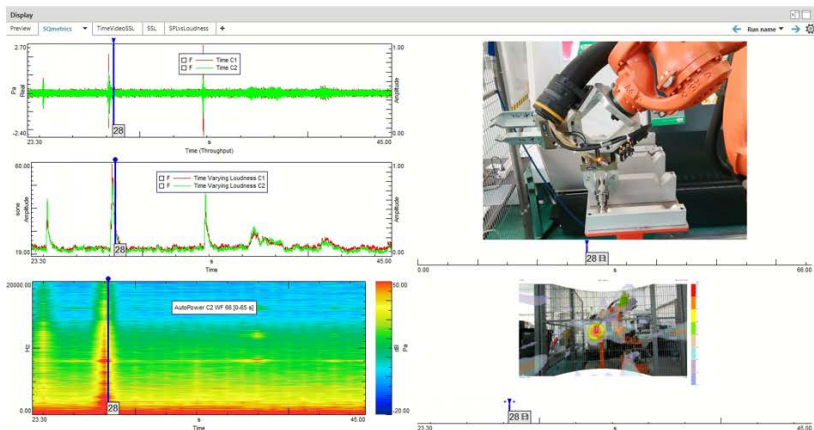 Display
Preview SQmetrics TimeVideoSSL SSL SPLvsLoudness +
Run name
2.70
Pa
Real
-2.40
F Time C1
F Time C2
1.00
Amplitude
0.00
28
23.30 s 45.00
Time (Throughput)
60.00
sone
Amplitude
F Time Varying Loudness C1
F Time Varying Loudness C2
1.00
Amplitude
0.00
28
23.30 s 45.00
Time
20000.00
Hz
0.00
AutoPower C2 WF 66 [0-65 s]
50.00
dB
Pa
-20.00
28
23.30 s 45.00
Time
28
0.00 s 66.00
28
23.30 s 45.00